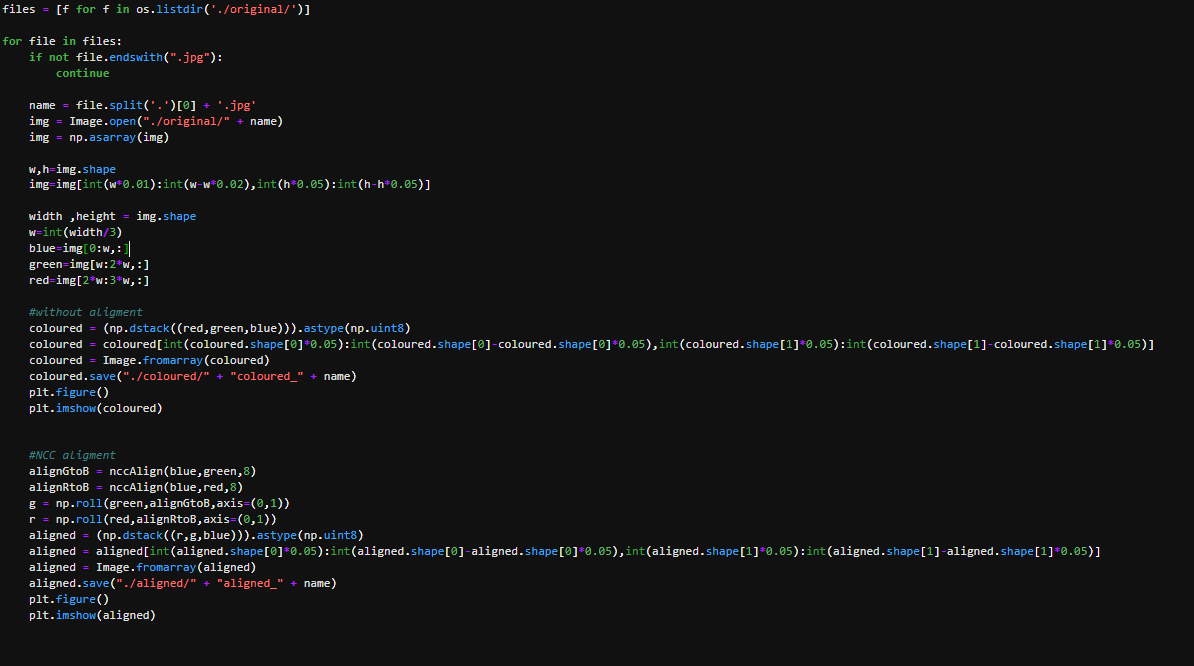 files = [f for f in os.listdir('./original/')]
for file in files:
    if not file.endswith(".jpg"):
        continue
    name = file.split('.')[0] + '.jpg'
    img = Image.open("./original/" + name)
    img = np.asarray(img)
    w,h=img.shape
    img=img[int(w*0.01):int(w-w*0.02),int(h*0.05):int(h-h*0.05)]
    width ,height = img.shape
    w=int(width/3)
    blue=img[0:w,:]
    green=img[w:2*w,:]
    red=img[2*w:3*w,:]
    #without aligment
    coloured = (np.dstack((red,green,blue))).astype(np.uint8)
    coloured = coloured[int(coloured.shape[0]*0.05):int(coloured.shape[0]-coloured.shape[0]*0.05),int(coloured.shape[1]*0.05):int(coloured.shape[1]-coloured.shape[1]*0.05)]
    coloured = Image.fromarray(coloured)
    coloured.save("./coloured/" + "coloured_" + name)
    plt.figure()
    plt.imshow(coloured)
    #NCC aligment
    alignGtoB = nccAlign(blue,green,8)
    alignRtoB = nccAlign(blue,red,8)
    g = np.roll(green,alignGtoB,axis=(0,1))
    r = np.roll(red,alignRtoB,axis=(0,1))
    aligned = (np.dstack((r,g,blue))).astype(np.uint8)
    aligned = aligned[int(aligned.shape[0]*0.05):int(aligned.shape[0]-aligned.shape[0]*0.05),int(aligned.shape[1]*0.05):int(aligned.shape[1]-aligned.shape[1]*0.05)]
    aligned = Image.fromarray(aligned)
    aligned.save("./aligned/" + "aligned_" + name)
    plt.figure()
    plt.imshow(aligned)